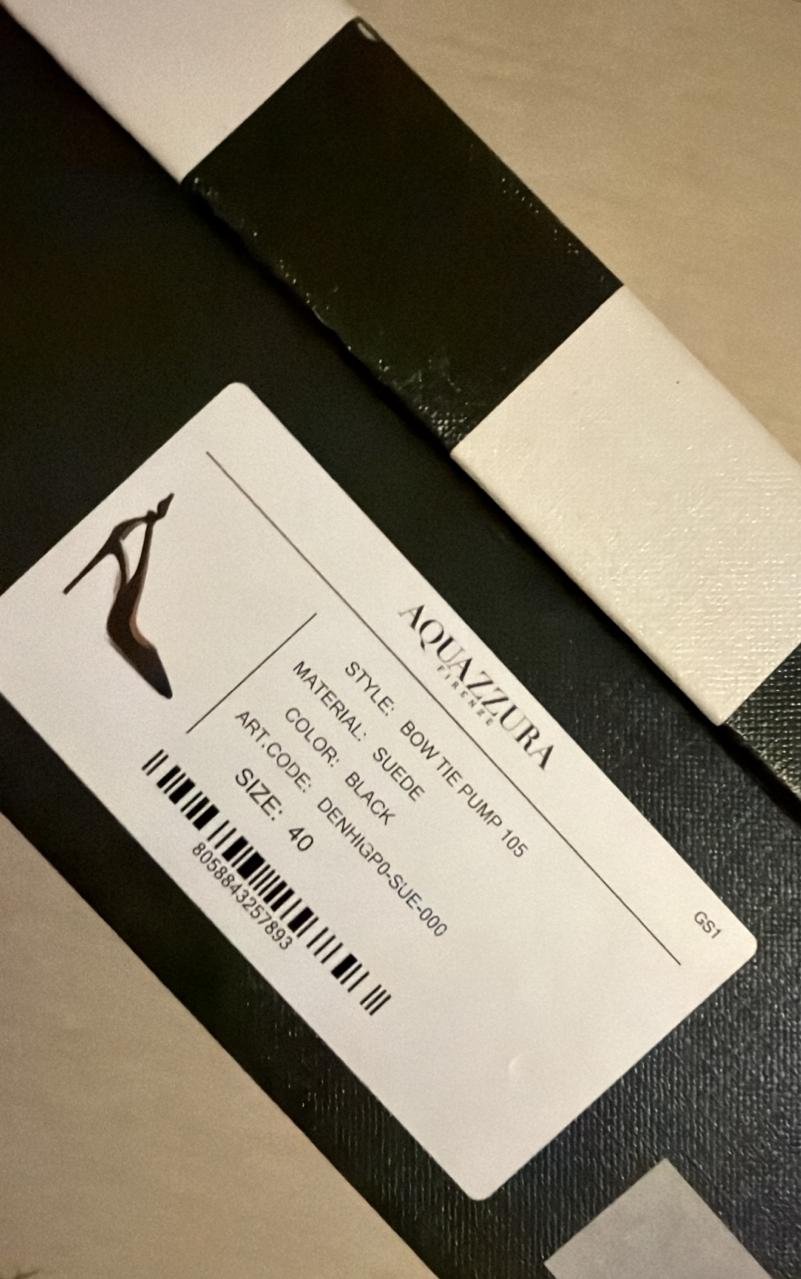 AQUAZZURA
FIRENZE
GS1
STYLE: BOW TIE PUMP 105
MATERIAL: SUEDE
COLOR: BLACK
ART.CODE: DENHIGP0-SUE-000
SIZE: 40
8058843257893